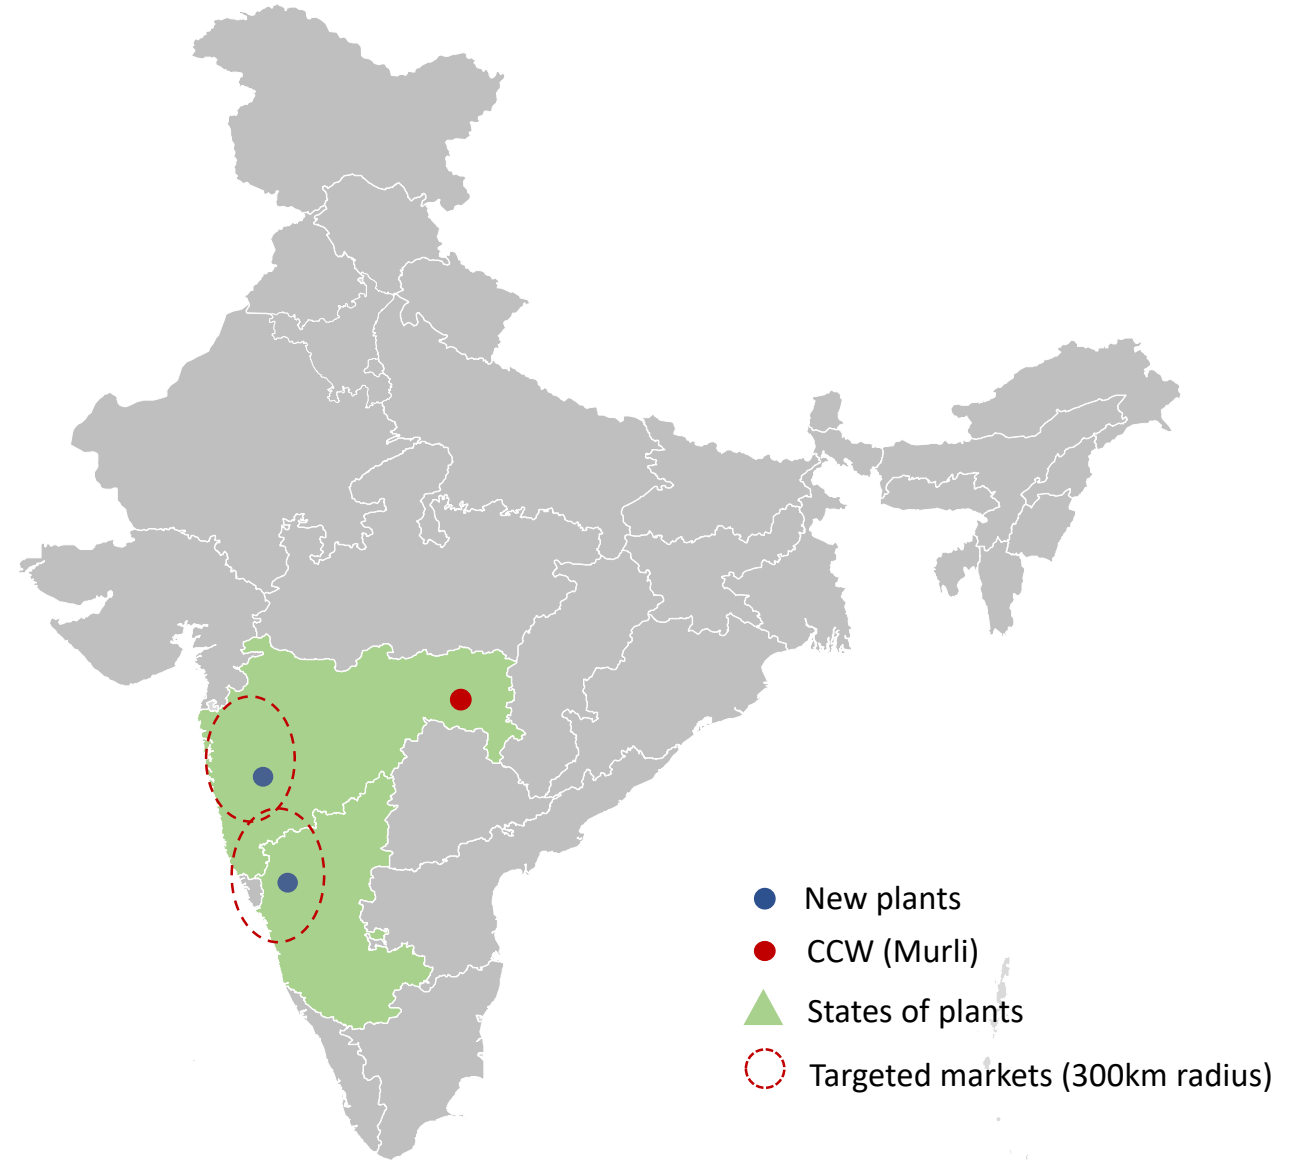 New plants
CCW (Murli)
States of plants
Targeted markets (300km radius)